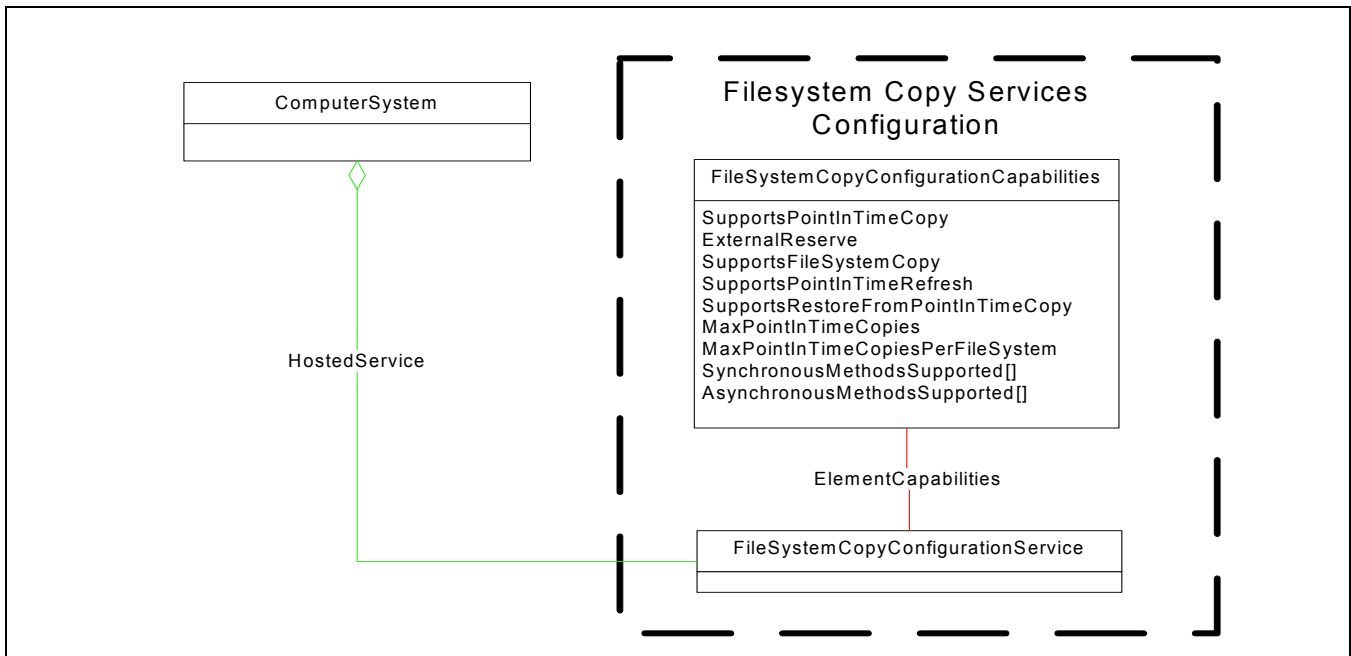 ComputerSystem
Filesystem Copy Services
Configuration
FileSystemCopyConfigurationCapabilities
SupportsPointInTimeCopy
ExternalReserve
SupportsFileSystemCopy
SupportsPointInTimeRefresh
SupportsRestoreFromPointInTimeCopy
MaxPointInTimeCopies
MaxPointInTimeCopiesPerFileSystem
SynchronousMethodsSupported[]
AsynchronousMethodsSupported[]
HostedService
ElementCapabilities
FileSystemCopyConfigurationService